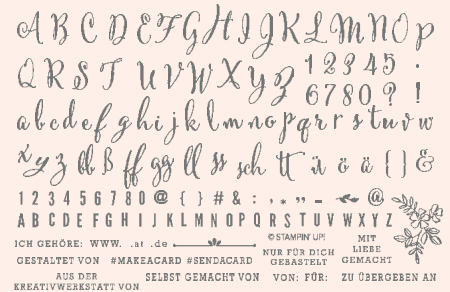 A B C D E F G H I J K L M N O P
Q R S T U V W X Y Z 1 2 3 4 5 .
6 7 8 0 ? !
a b c d e f g h i j k l m n o p q r s t u v w
x y z bb ß ff gg ll ss sch tt ü ö ä { } &
1 2 3 4 5 6 7 8 0 @ { } # & : , . * „ – @
A B C D E F G H I J K L M N O P Q R S T U V W X Y Z
ICH GEHÖRE: WWW. .at .de
©STAMPIN' UP!
MIT
LIEBE
GEMACHT
GESTALTET VON #MAKEACARD #SENDACARD
NUR FÜR DICH
GEBASTELT
AUS DER
KREATIVWERKSTATT VON
SELBST GEMACHT VON
VON: FÜR:
ZU ÜBERGEBEN AN